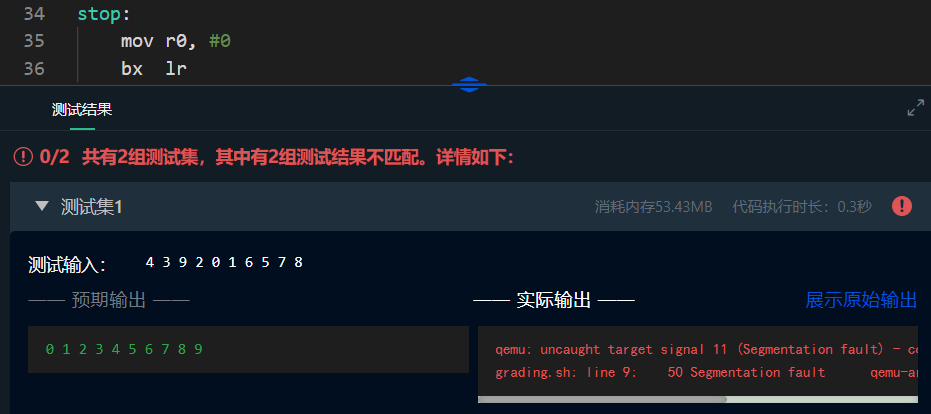 34 stop:
35 mov r0, #0
36 bx lr
测试结果
0/2 共有2组测试集，其中有2组测试结果不匹配。详情如下：
测试集1 消耗内存53.43MB 代码执行时长：0.3秒
测试输入： 4 3 9 2 0 1 6 5 7 8
—— 预期输出 —— —— 实际输出 —— 展示原始输出
0 1 2 3 4 5 6 7 8 9
qemu: uncaught target signal 11 (Segmentation fault) - co
grading.sh: line 9: 50 Segmentation fault qemu-ar